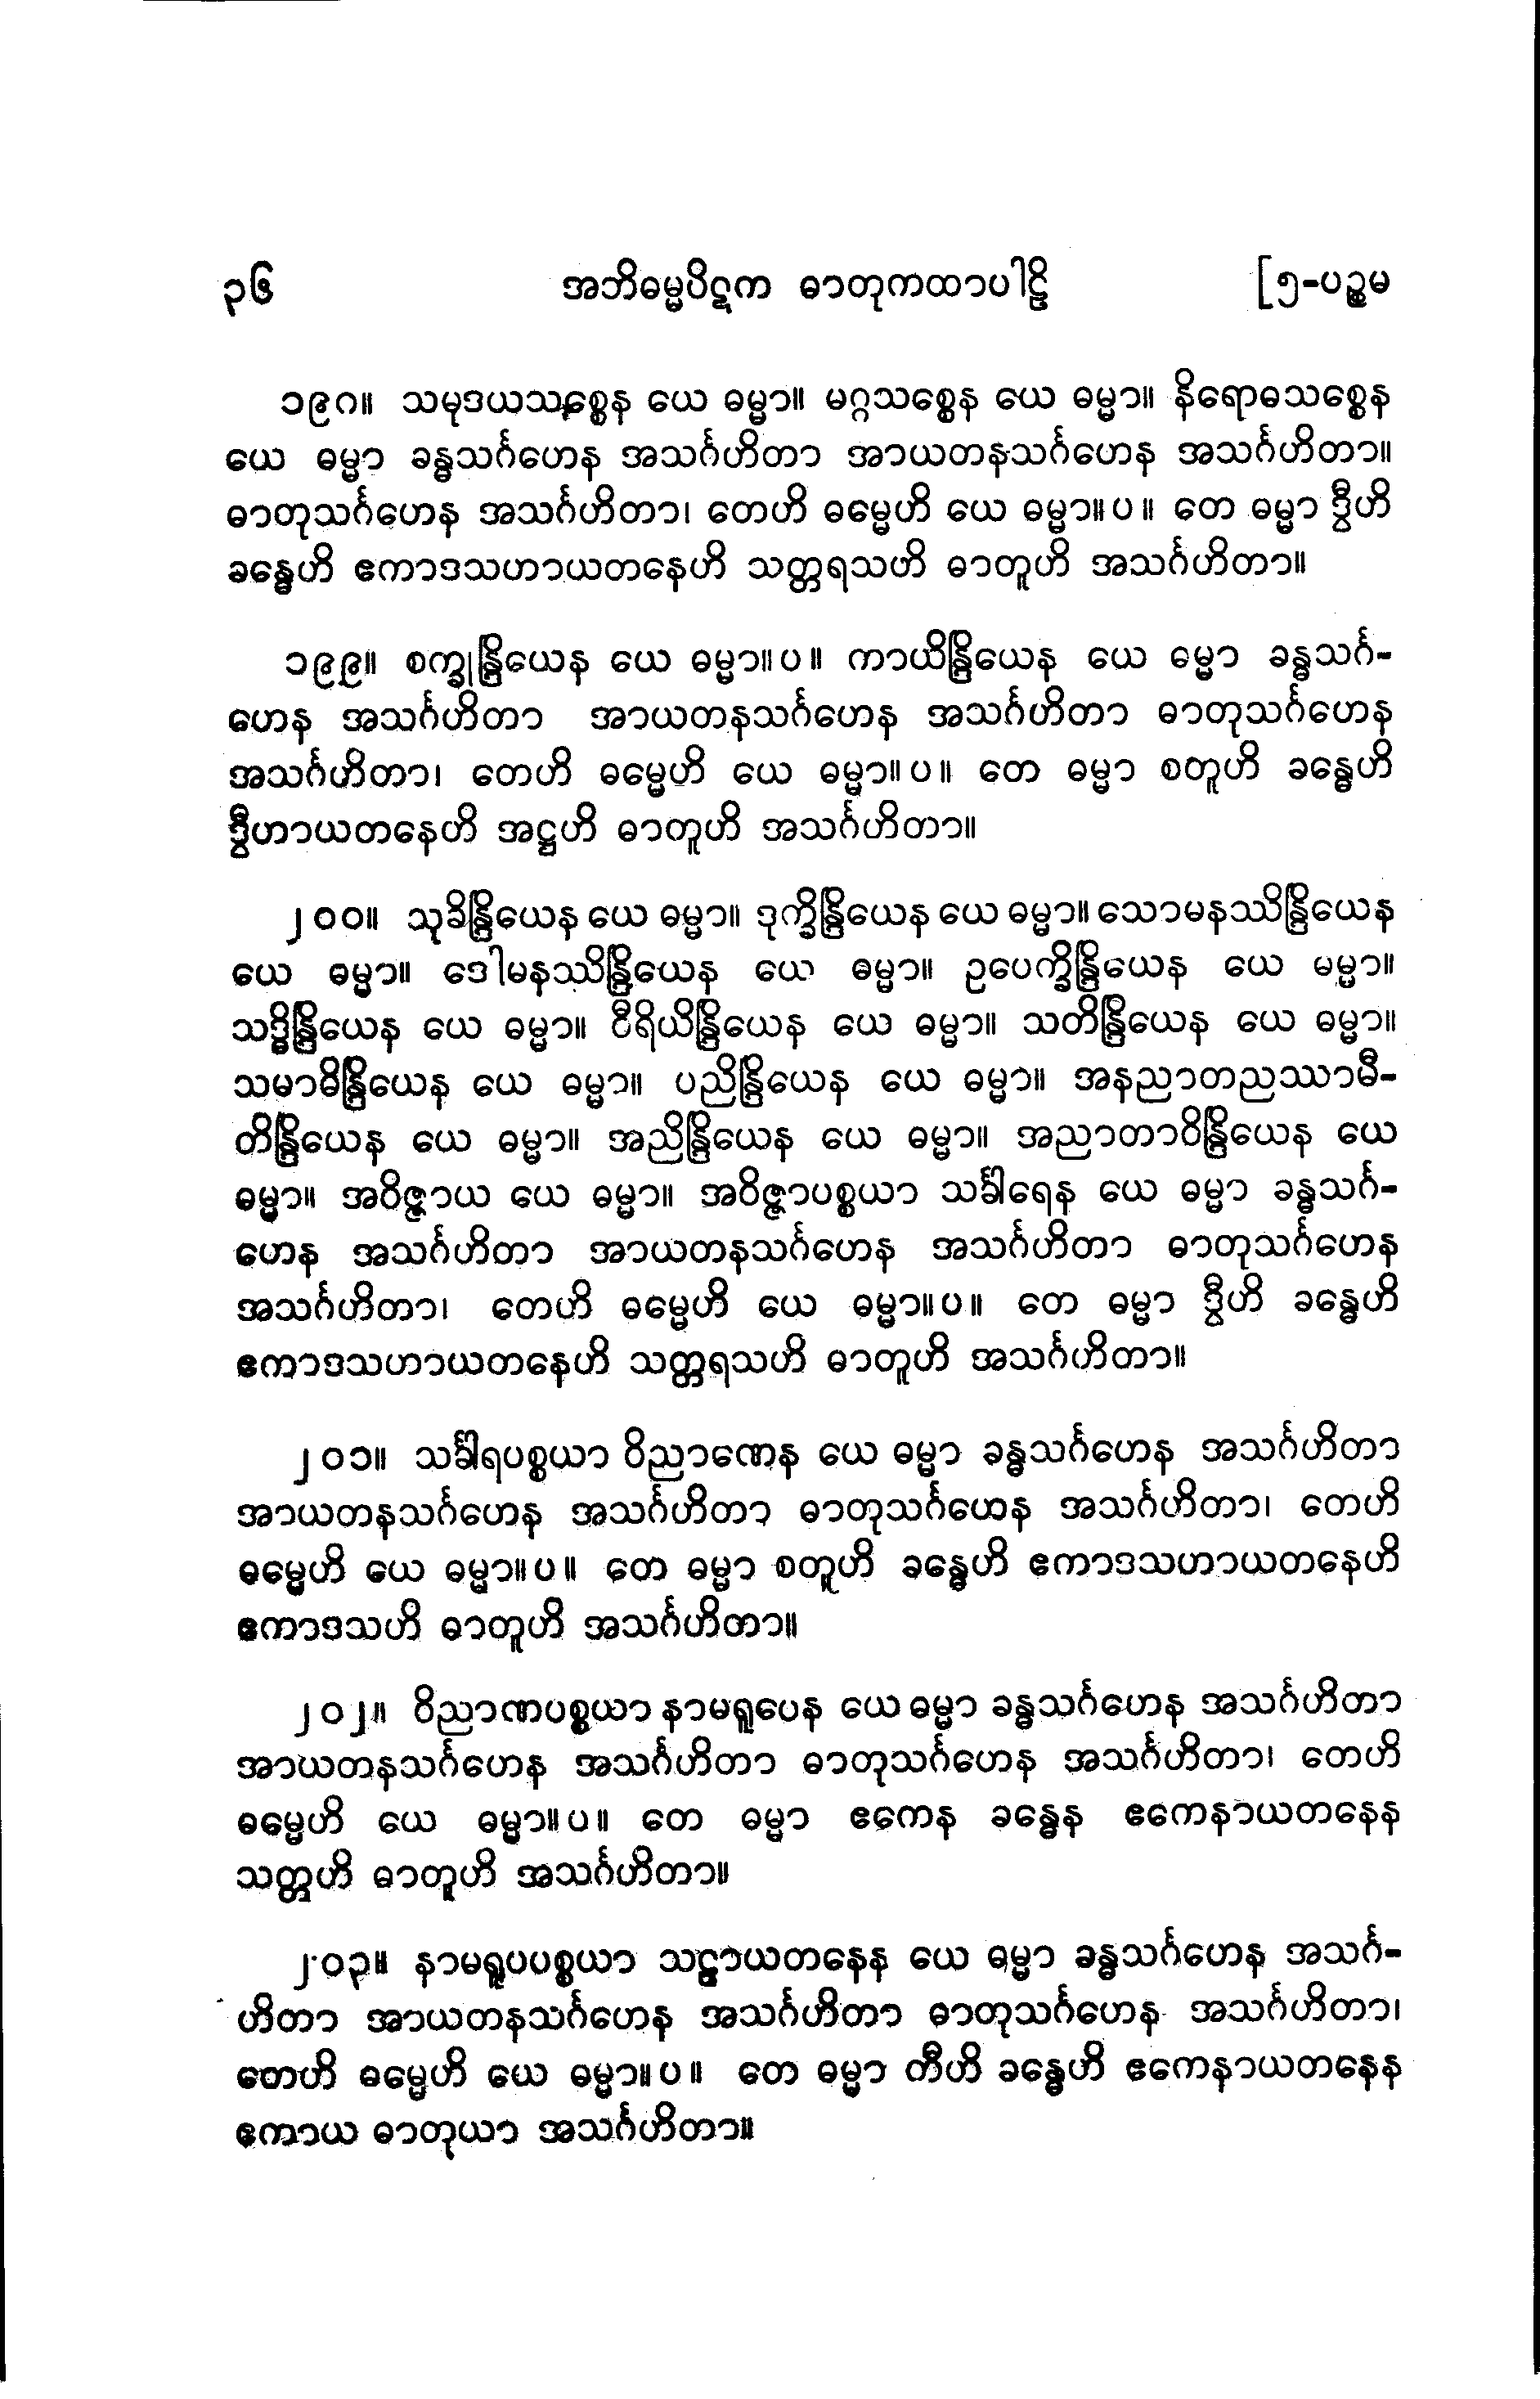 ၃၆ အဘိဓမ္မပိဋက ဓာတုကထာပါဠိ [၅-ပဉ္စမ
၁၉၈။ သမုဒယသစ္စေန ယေ ဓမ္မာ။ မဂ္ဂသစ္စေန ယေ ဓမ္မာ။ နိရောဓသစ္စေန
ယေ ဓမ္မာ ခန္ဓသင်္ဂဟေန အသင်္ဂဟိတာ အာယတနသင်္ဂဟေန အသင်္ဂဟိတာ။
ဓာတုသင်္ဂဟေန အသင်္ဂဟိတာ၊ တေဟိ ဓမ္မေဟိ ယေ ဓမ္မာ။ပ။ တေ ဓမ္မာ ဒွီဟိ
ခန္ဓေဟိ ဧကာဒသဟာယတနေဟိ သတ္တရသဟိ ဓာတူဟိ အသင်္ဂဟိတာ။
၁၉၉။ စက္ခုန္ဒြိယေန ယေ ဓမ္မာ။ပ။ ကာယိန္ဒြိယေန ယေ ဓမ္မာ ခန္ဓသင်္ဂ-
ဟေန အသင်္ဂဟိတာ အာယတနသင်္ဂဟေန အသင်္ဂဟိတာ ဓာတုသင်္ဂဟေန
အသင်္ဂဟိတာ၊ တေဟိ ဓမ္မေဟိ ယေ ဓမ္မာ။ပ။ တေ ဓမ္မာ စတူဟိ ခန္ဓေဟိ
ဒွီဟာယတနေဟိ အဋ္ဌဟိ ဓာတူဟိ အသင်္ဂဟိတာ။
၂၀၀။ သုခိန္ဒြိယေန ယေ ဓမ္မာ။ ဒုက္ခိန္ဒြိယေန ယေ ဓမ္မာ။ သောမနဿိန္ဒြိယေန
ယေ ဓမ္မာ။ ဒေါမနဿိန္ဒြိယေန ယေ ဓမ္မာ။ ဥပေက္ခိန္ဒြိယေန ယေ မမ္မာ။
သဒ္ဓိန္ဒြိယေန ယေ ဓမ္မာ။ ဝီရိယိန္ဒြိယေန ယေ ဓမ္မာ။ သတိန္ဒြိယေန ယေ ဓမ္မာ။
သမာဓိန္ဒြိယေန ယေ ဓမ္မာ။ ပညိန္ဒြိယေန ယေ ဓမ္မာ။ အနညာတညဿာမီ-
တိန္ဒြိယေန ယေ ဓမ္မာ။ အညိန္ဒြိယေန ယေ ဓမ္မာ။ အညာတာဝိန္ဒြိယေန ယေ
ဓမ္မာ။ အဝိဇ္ဇာယ ယေ ဓမ္မာ။ အဝိဇ္ဇာပစ္စယာ သင်္ခါရေန ယေ ဓမ္မာ ခန္ဓသင်္ဂ-
ဟေန အသင်္ဂဟိတာ အာယတနသင်္ဂဟေန အသင်္ဂဟိတာ ဓာတုသင်္ဂဟေန
အသင်္ဂဟိတာ၊ တေဟိ ဓမ္မေဟိ ယေ ဓမ္မာ။ပ။ တေ ဓမ္မာ ဒွီဟိ ခန္ဓေဟိ
ဧကာဒသဟာယတနေဟိ သတ္တရသဟိ ဓာတူဟိ အသင်္ဂဟိတာ။
၂၀၁။ သင်္ခါရပစ္စယာ ဝိညာဏေန ယေ ဓမ္မာ ခန္ဓသင်္ဂဟေန အသင်္ဂဟိတာ
အာယတနသင်္ဂဟေန အသင်္ဂဟိတာ ဓာတုသင်္ဂဟေန အသင်္ဂဟိတာ၊ တေဟိ
ဓမ္မေဟိ ယေ ဓမ္မာ။ပ။ တေ ဓမ္မာ စတူဟိ ခန္ဓေဟိ ဧကာဒသဟာယတနေဟိ
ဧကာဒသဟိ ဓာတူဟိ အသင်္ဂဟိတာ။
၂၀၂။ ဝိညာဏပစ္စယာ နာမရူပေန ယေ ဓမ္မာ ခန္ဓသင်္ဂဟေန အသင်္ဂဟိတာ
အာယတနသင်္ဂဟေန အသင်္ဂဟိတာ ဓာတုသင်္ဂဟေန အသင်္ဂဟိတာ၊ တေဟိ
ဓမ္မေဟိ ယေ ဓမ္မာ။ပ။ တေ ဓမ္မာ ဧကေန ခန္ဓေန ဧကေနာယတနေန
သတ္တဟိ ဓာတူဟိ အသင်္ဂဟိတာ။
၂၀၃။ နာမရူပပစ္စယာ သဠာယတနေန ယေ ဓမ္မာ ခန္ဓသင်္ဂဟေန အသင်္ဂ-
ဟိတာ အာယတနသင်္ဂဟေန အသင်္ဂဟိတာ ဓာတုသင်္ဂဟေန အသင်္ဂဟိတာ၊
တေဟိ ဓမ္မေဟိ ယေ ဓမ္မာ။ပ။ တေ ဓမ္မာ တီဟိ ခန္ဓေဟိ ဧကေနာယတနေန
ဧကာယ ဓာတုယာ အသင်္ဂဟိတာ။